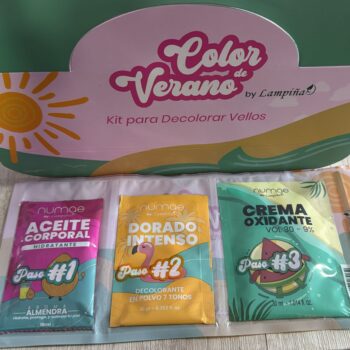 Color
de
Verano
by Lampiña
Kit para Decolorar Vellos
numae
ACEITE
CORPORAL
HIDRATANTE
Paso #1
ALMENDRA
numae
DORADO
INTENSO
Paso #2
DECOLORANTE
EN POLVO 7 TONOS
numae
CREMA
OXIDANTE
VOL 30 - 9%
Paso #3